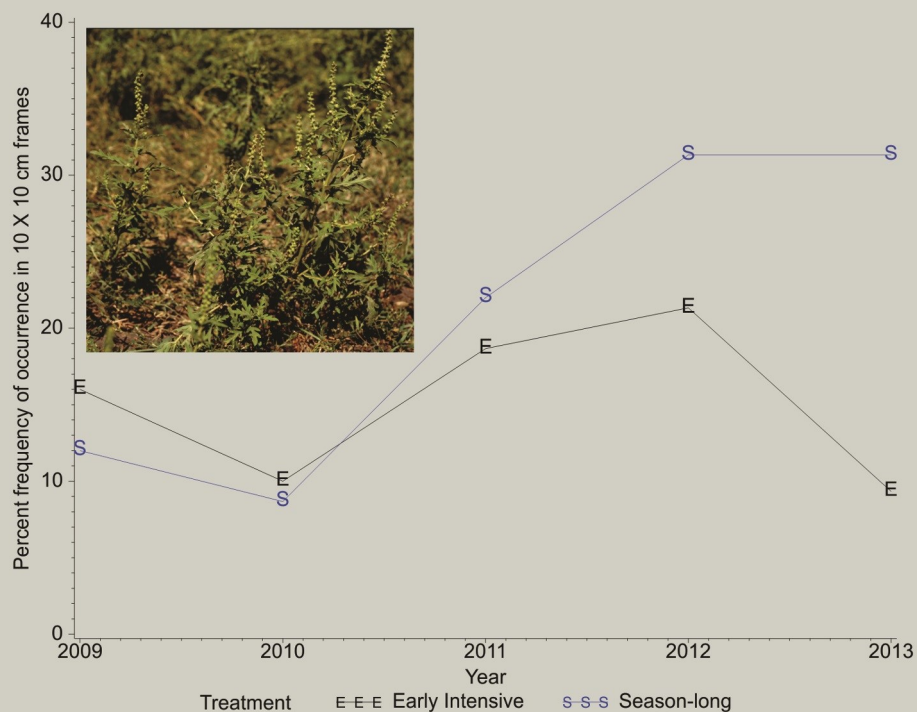 Percent frequency of occurrence in 10 X 10 cm frames
40
30
20
10
0
E
E
E
E
E
S
S
S
S
S
2009 2010 2011 2012 2013
Year
Treatment E E E Early Intensive S S S Season-long